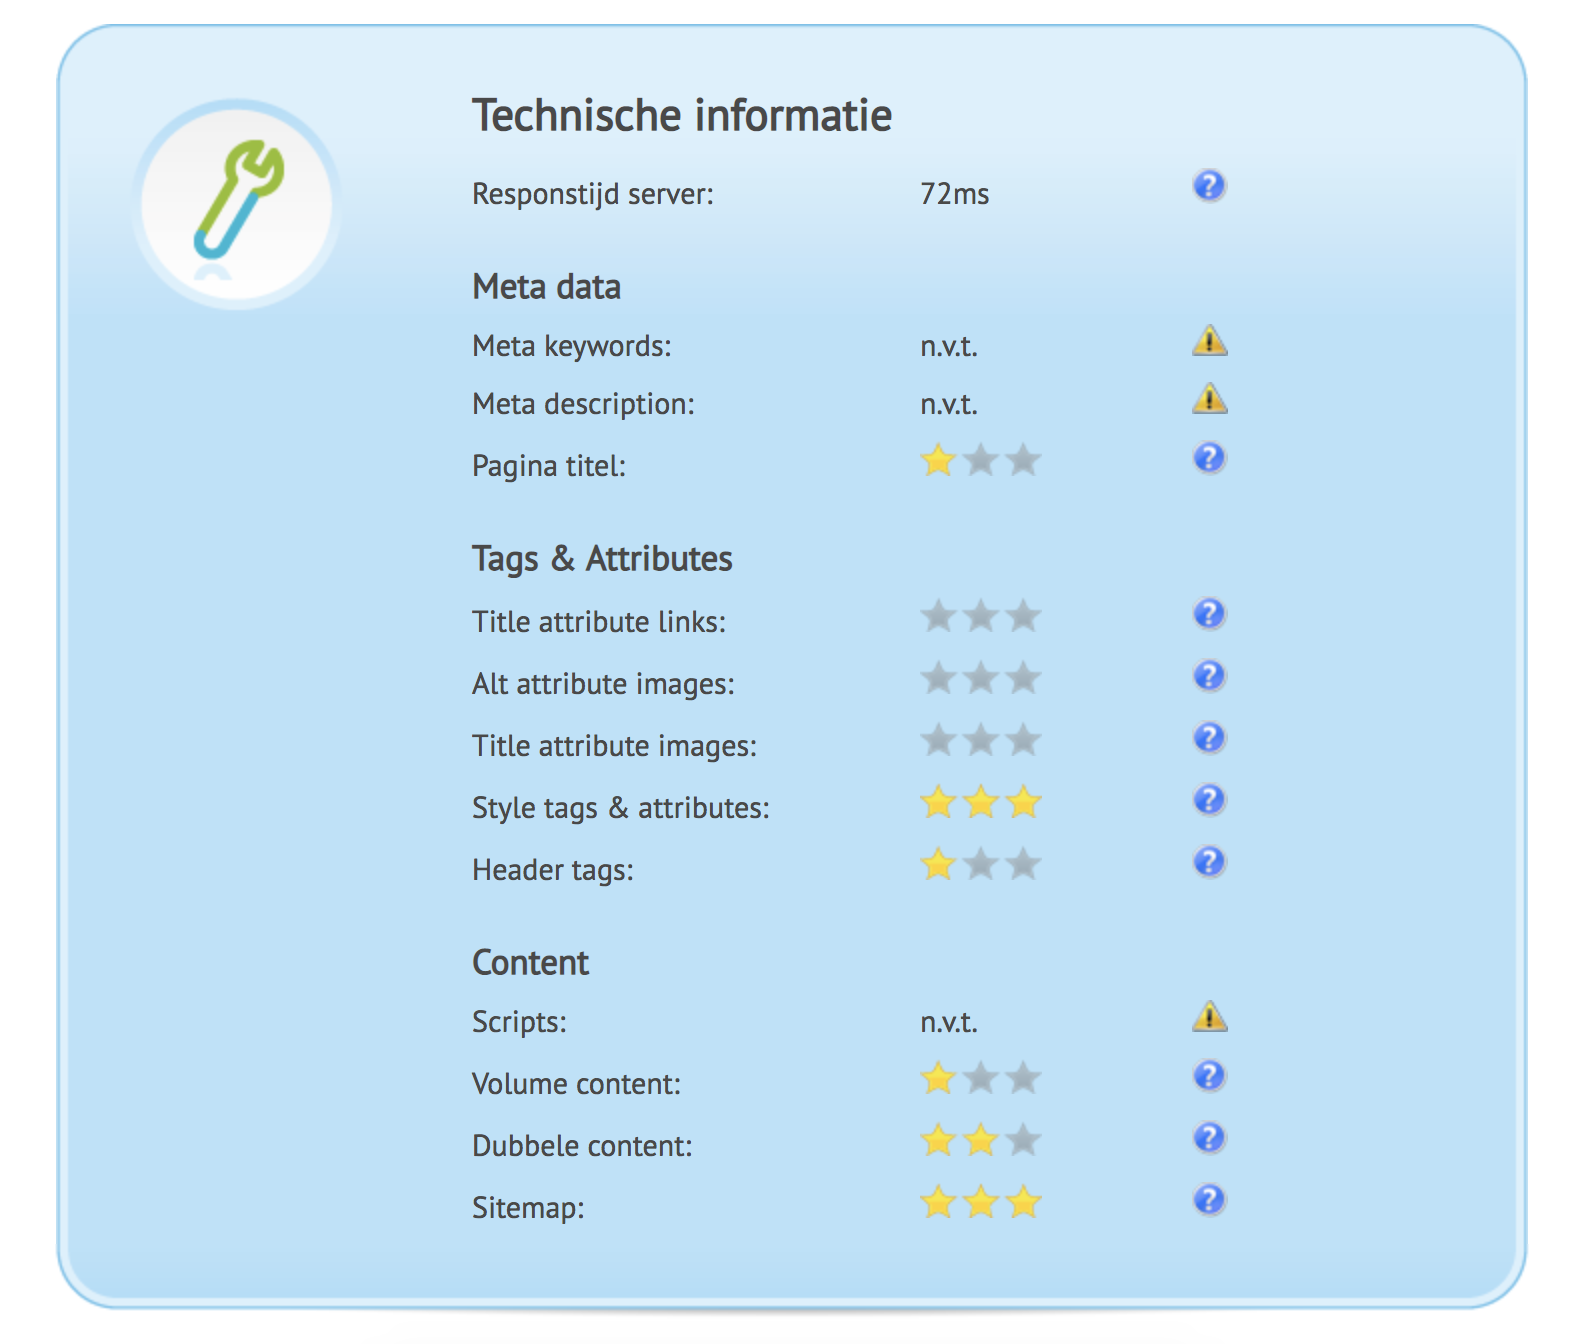 Technische informatie
Responstijd server: 72ms
Meta data
Meta keywords: n.v.t.
Meta description: n.v.t.
Pagina titel:
Tags & Attributes
Title attribute links:
Alt attribute images:
Title attribute images:
Style tags & attributes:
Header tags:
Content
Scripts: n.v.t.
Volume content:
Dubbele content:
Sitemap: